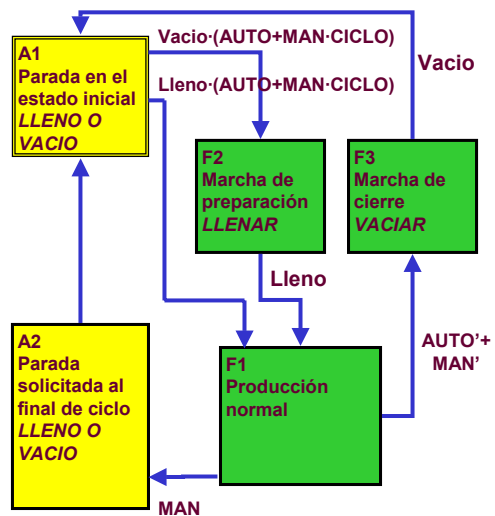 A1
Parada en el
estado inicial
LLENO O
VACIO
Vacio·(AUTO+MAN·CICLO)
Lleno·(AUTO+MAN·CICLO)
Vacio
F2
Marcha de
preparación
LLENAR
F3
Marcha de
cierre
VACIAR
Lleno
A2
Parada
solicitada al
final de ciclo
LLENO O
VACIO
F1
Producción
normal
AUTO'+
MAN'
MAN